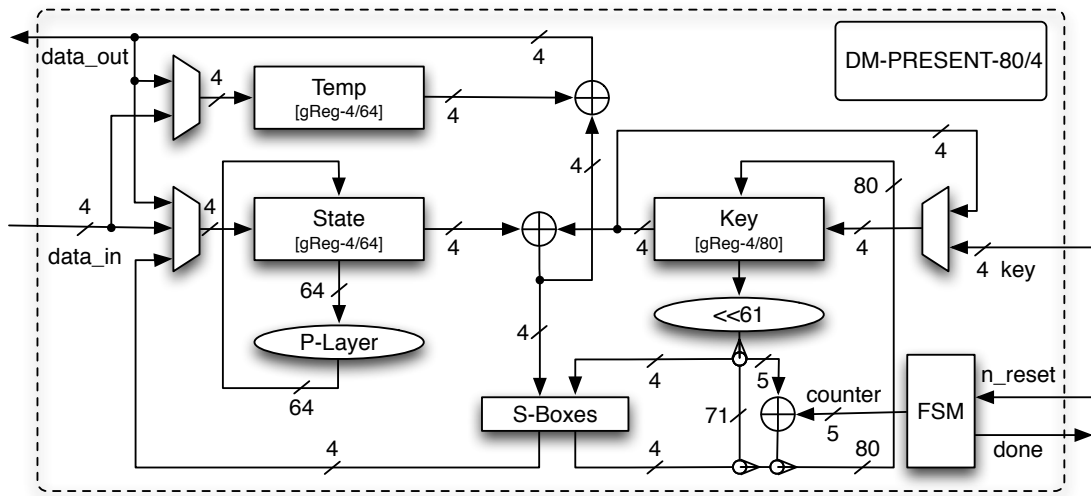 4
data_out
4
Temp
[gReg-4/64]
4
DM-PRESENT-80/4
4
4
80
4
data_in
4
State
[gReg-4/64]
4
4
Key
[gReg-4/80]
4
4
key
64
P-Layer
64
4
<<61
4
5
S-Boxes
71
counter
5
FSM
n_reset
done
4
4
80